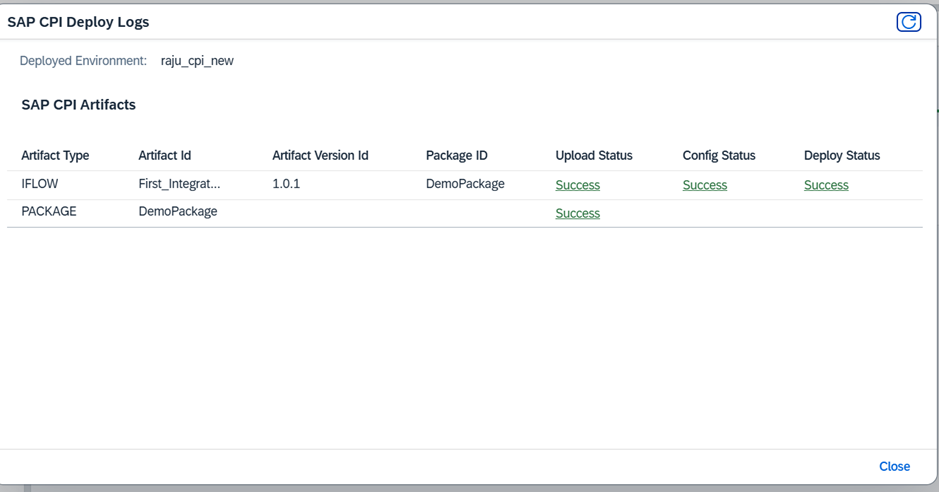 SAP CPI Deploy Logs
Deployed Environment: raju_cpi_new
SAP CPI Artifacts
Artifact Type Artifact Id Artifact Version Id Package ID Upload Status Config Status Deploy Status
IFLOW First_Integrat... 1.0.1 DemoPackage Success Success Success
PACKAGE DemoPackage Success
Close